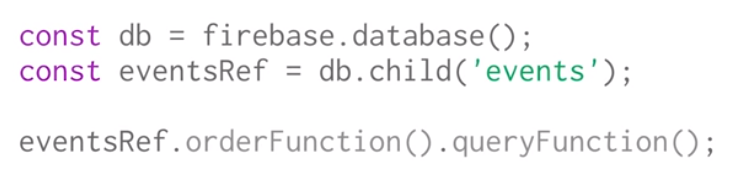 const db = firebase.database();
const eventsRef = db.child('events');
eventsRef.orderFunction().queryFunction();